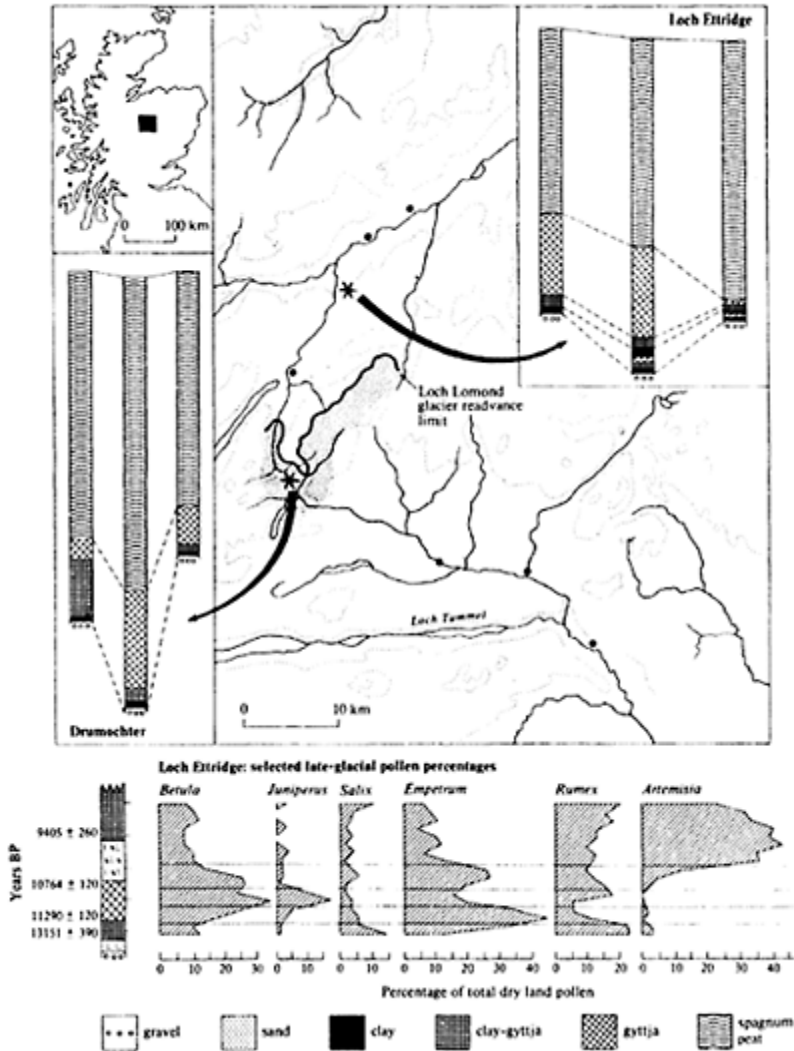 Loch Ettridge
0 100 km
Loch Lomond
glacier readvance
limit
Loch Tummel
0 10 km
Drumochter
Loch Ettridge: selected late-glacial pollen percentages
Betula Juniperus Salix Empetrum Rumex Artemisia
Years BP
9405 ± 260
10764 ± 120
11290 ± 120
13151 ± 390
0 10 20 30 0 10 0 10 0 10 20 30 40 0 10 20 0 10 20 30 40
Percentage of total dry land pollen
gravel sand clay clay-gyttja gyttja spagnum
peat